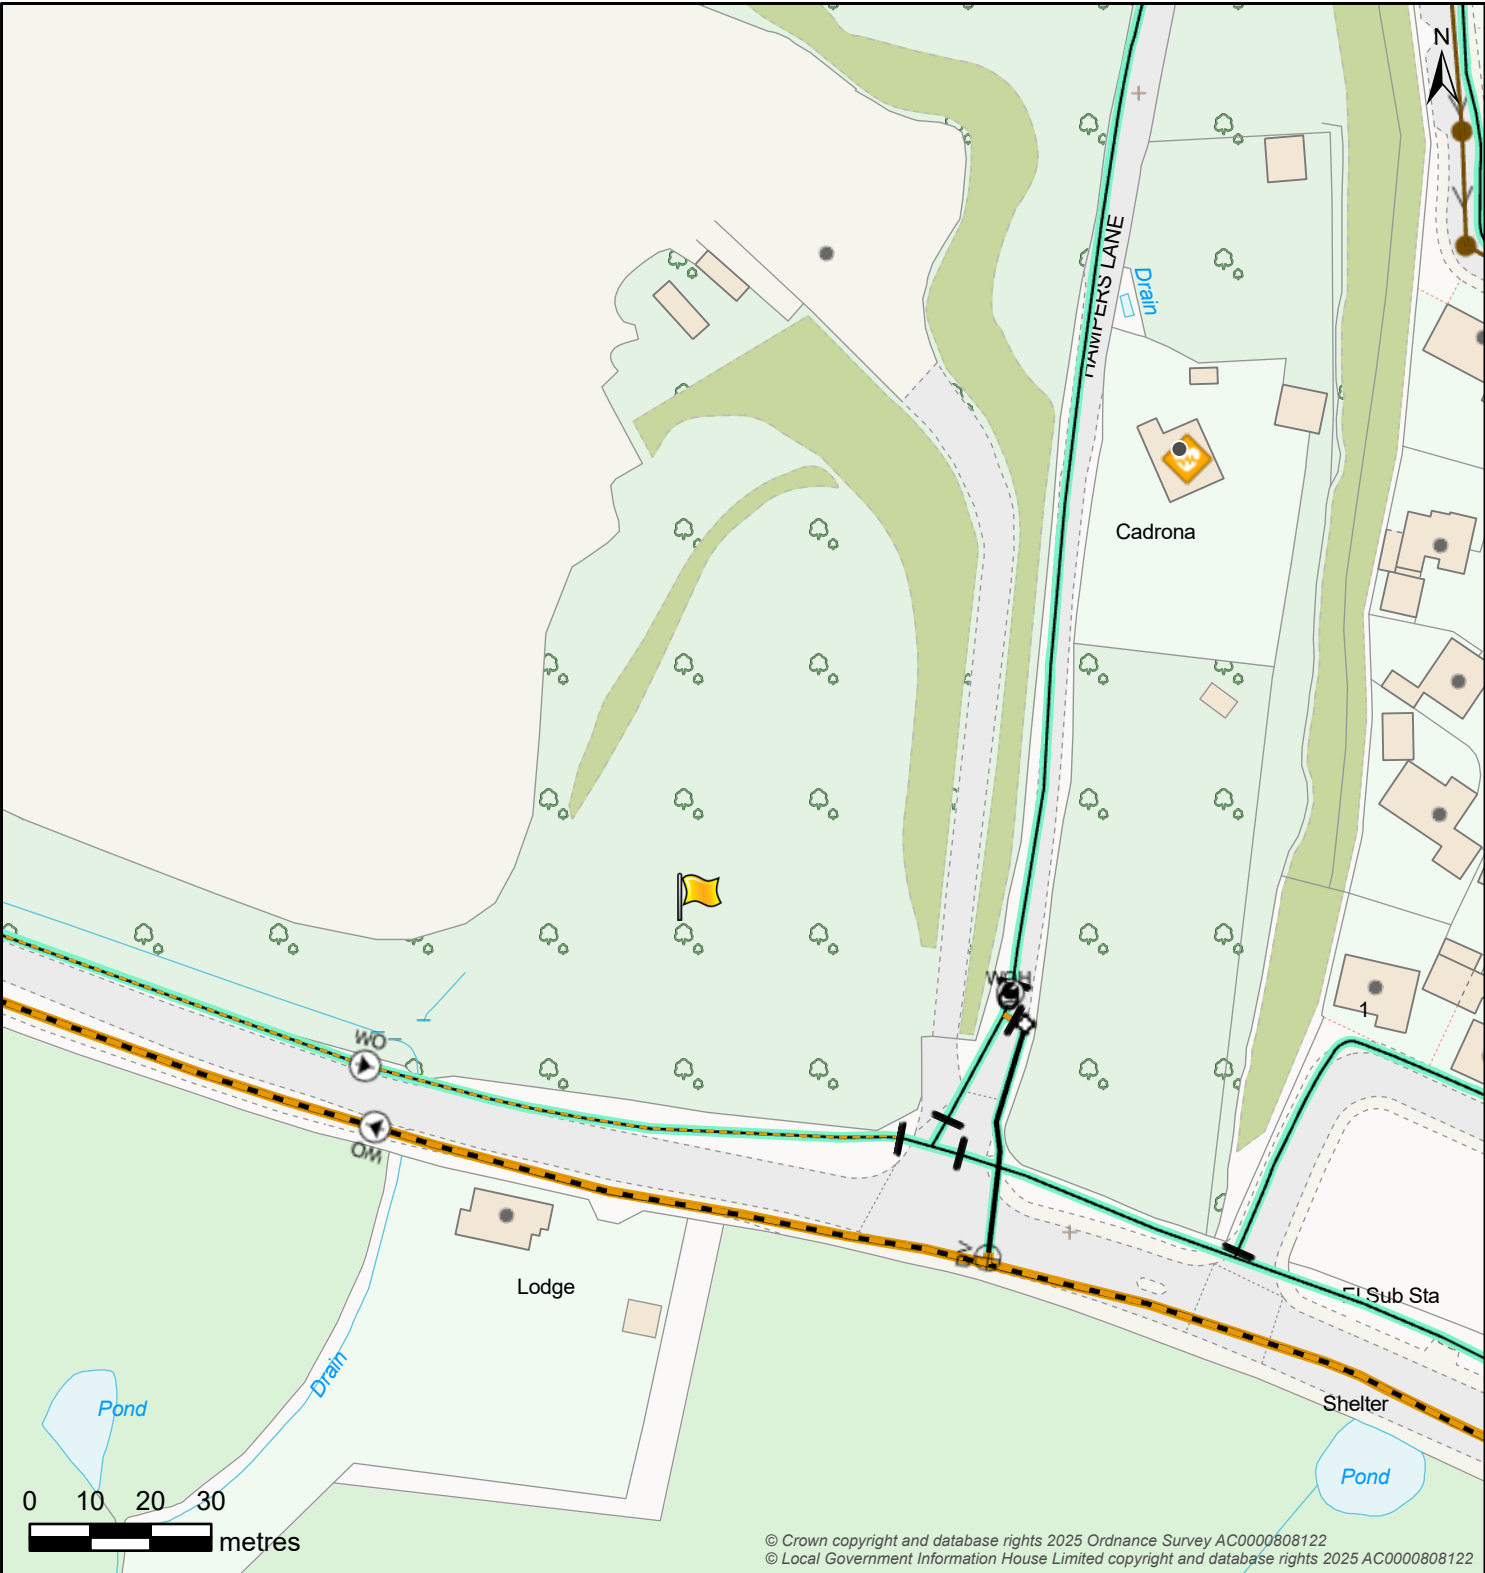 N
HAMPERS LANE
Drain
Cadrona
1
WO
WO
Lodge
Sub Sta
Drain
Shelter
Pond
Pond
0 10 20 30
metres
© Crown copyright and database rights 2025 Ordnance Survey AC0000808122
© Local Government Information House Limited copyright and database rights 2025 AC0000808122